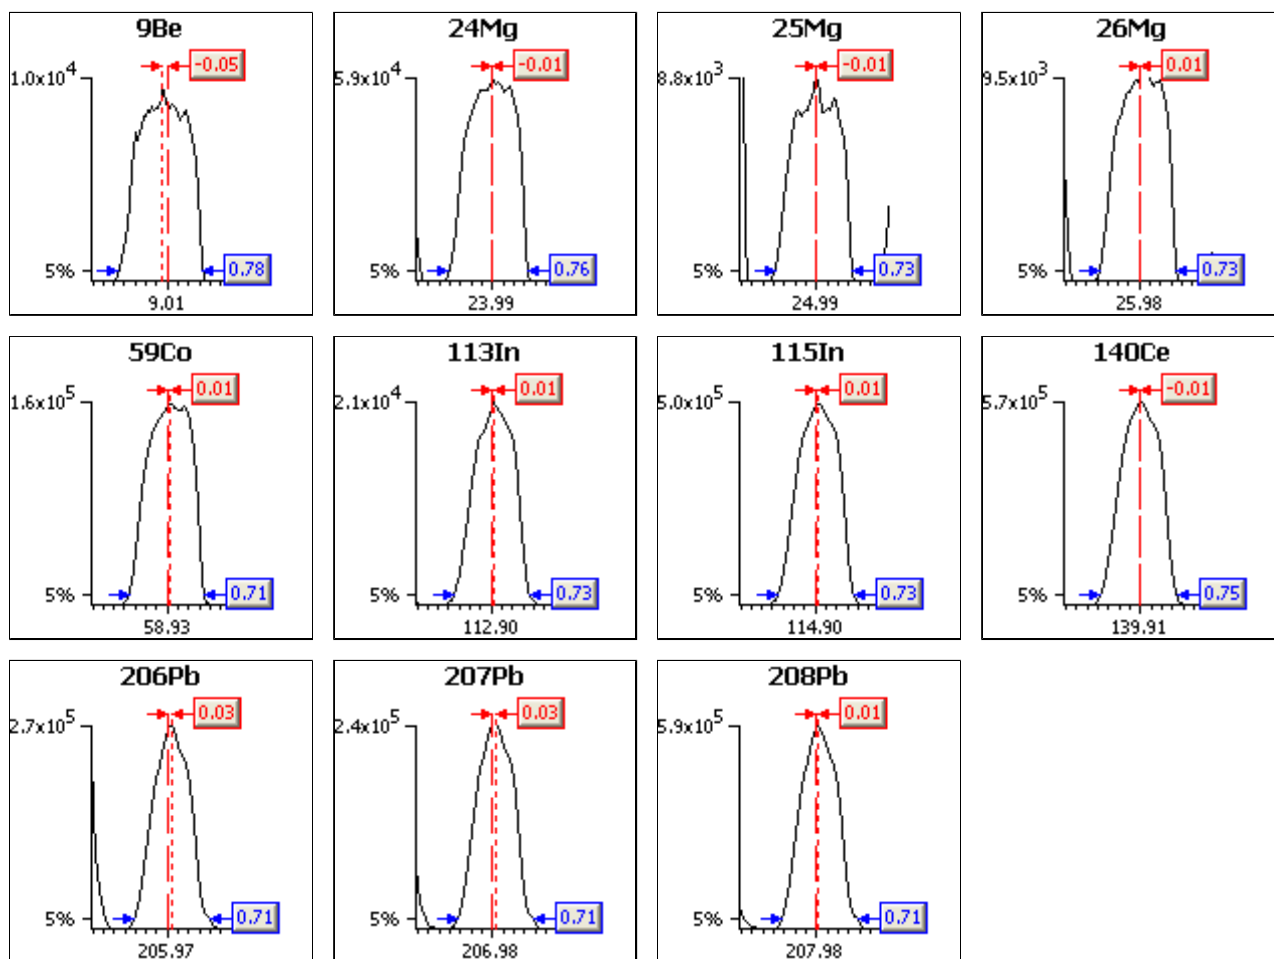 9Be
-0.05
1.0x10⁴
5%
0.78
9.01
24Mg
-0.01
5.9x10⁴
5%
0.76
23.99
25Mg
-0.01
8.8x10³
5%
0.73
24.99
26Mg
0.01
9.5x10³
5%
0.73
25.98
59Co
0.01
1.6x10⁵
5%
0.71
58.93
113In
0.01
2.1x10⁴
5%
0.73
112.90
115In
0.01
5.0x10⁵
5%
0.73
114.90
140Ce
-0.01
5.7x10⁵
5%
0.75
139.91
206Pb
0.03
2.7x10⁵
5%
0.71
205.97
207Pb
0.03
2.4x10⁵
5%
0.71
206.98
208Pb
0.01
5.9x10⁵
5%
0.71
207.98